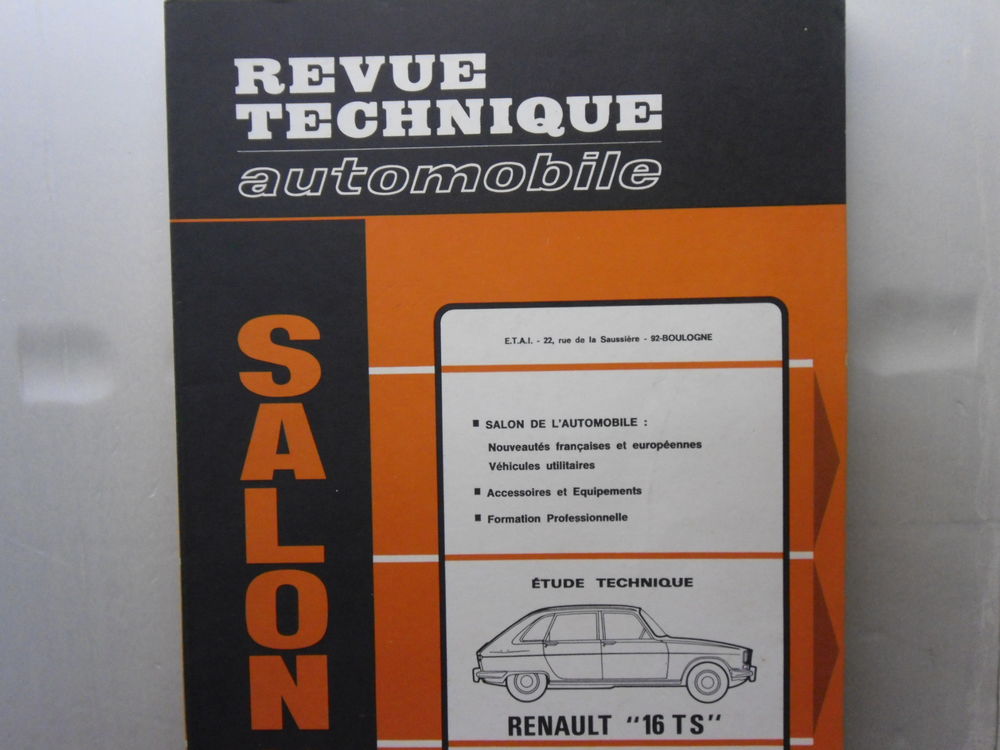 REVUE
TECHNIQUE
automobile
SALON
E.T.A.I. - 22, rue de la Saussière - 92-BOULOGNE
SALON DE L'AUTOMOBILE :
Nouveautés françaises et européennes
Véhicules utilitaires
Accessoires et Equipements
Formation Professionnelle
ÉTUDE TECHNIQUE
RENAULT "16 TS"